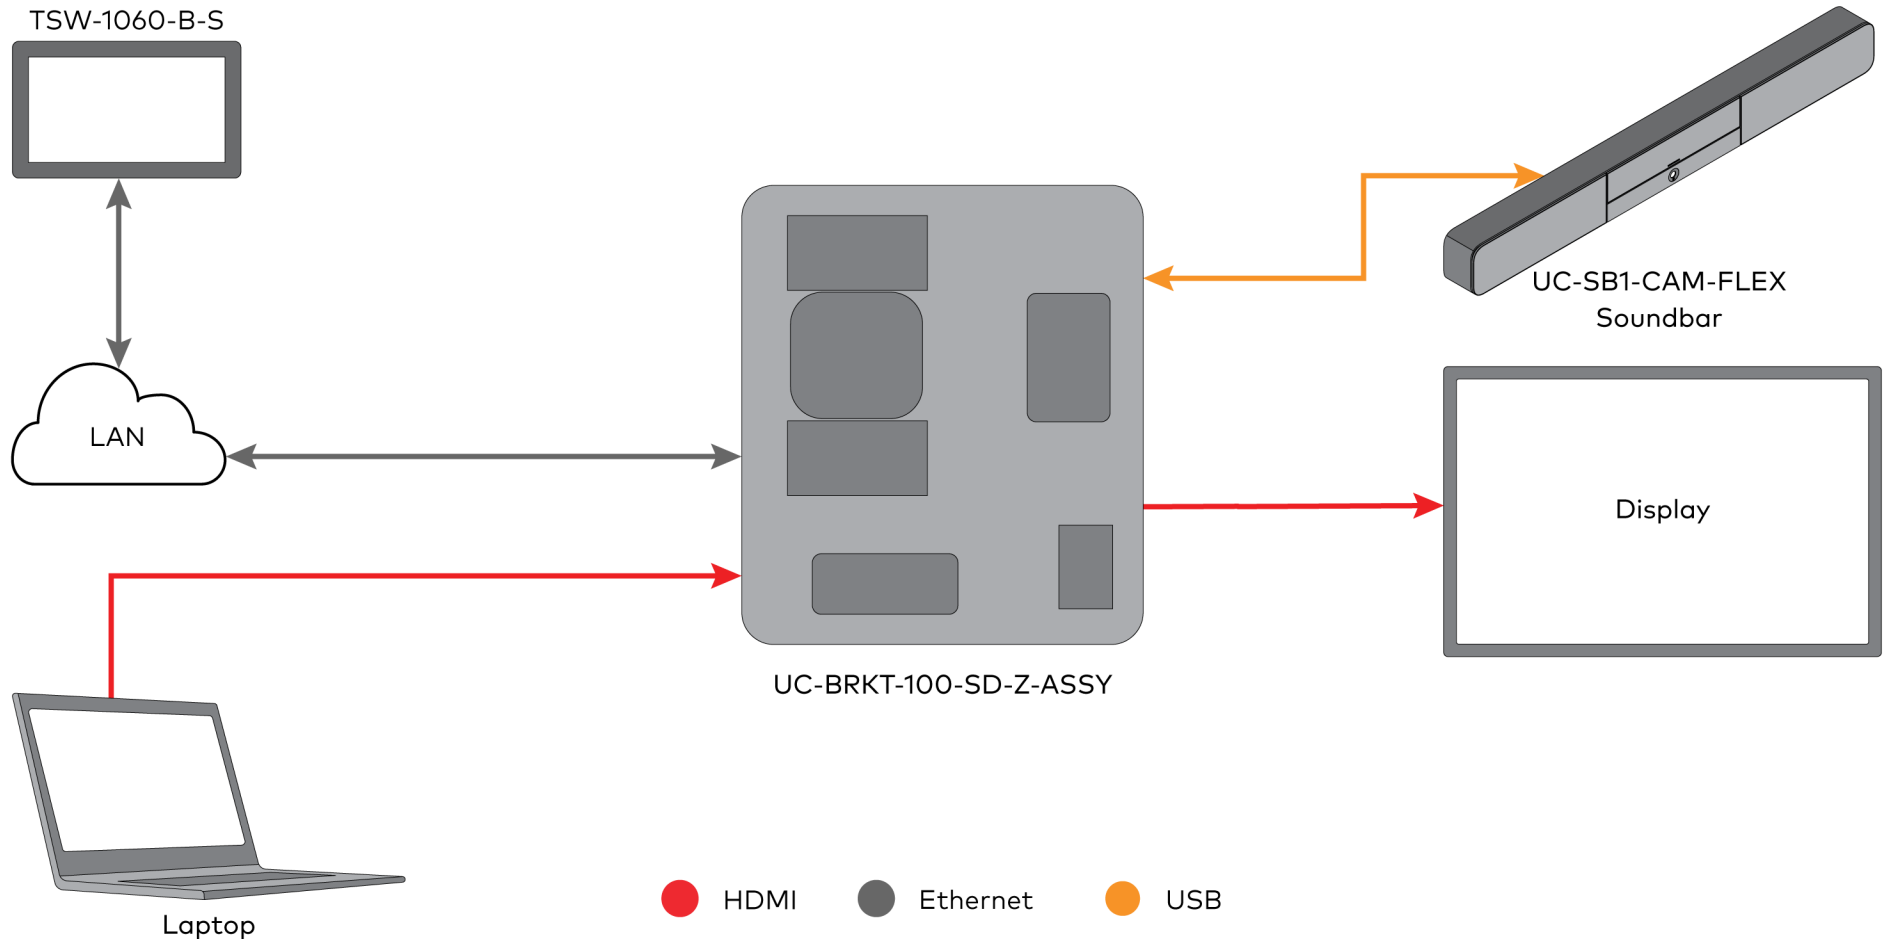 TSW-1060-B-S
LAN
UC-SB1-CAM-FLEX
Soundbar
Display
UC-BRKT-100-SD-Z-ASSY
Laptop
HDMI
Ethernet
USB